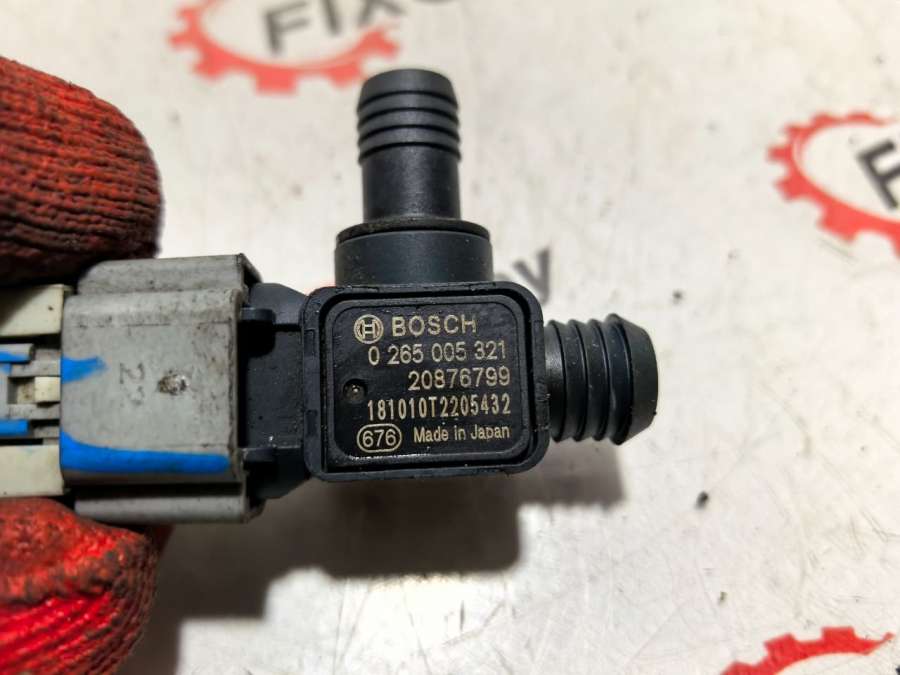 BOSCH
0 265 005 321
20876799
181010T2205432
676 Made in Japan